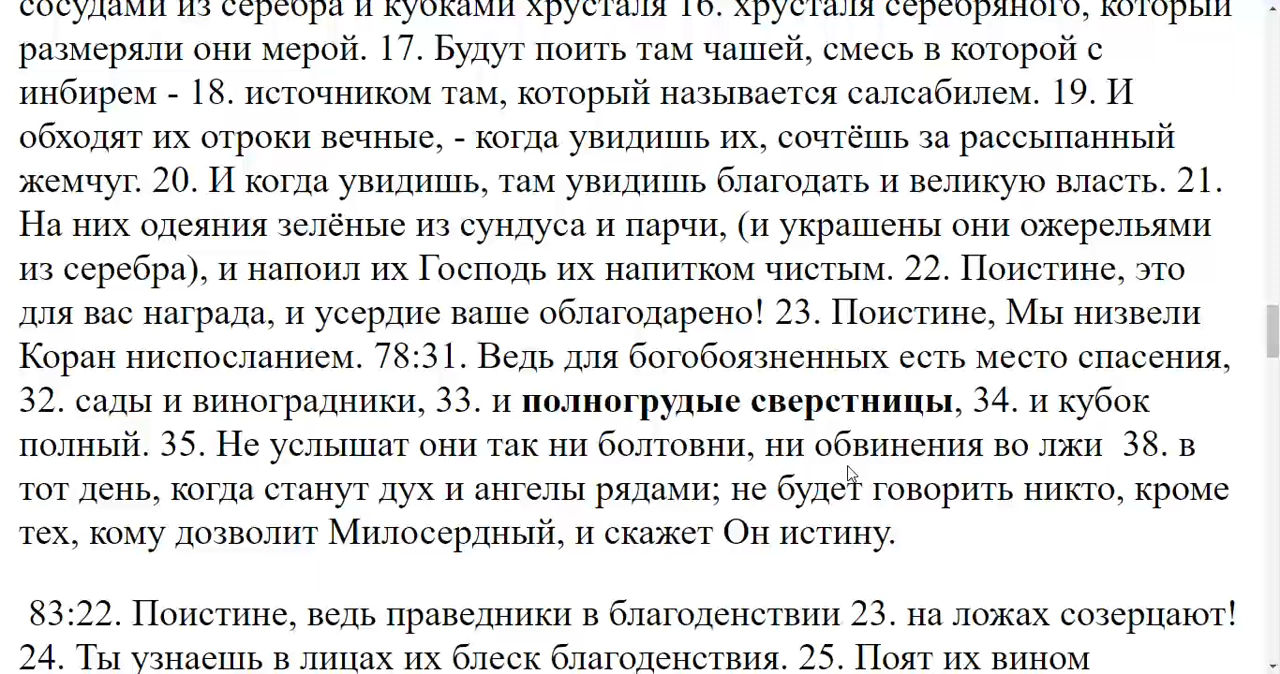 сосудами из серебра и кубками хрусталя 16. хрусталя серебряного, который
размеряли они мерой. 17. Будут поить там чашей, смесь в которой с
инбирем - 18. источником там, который называется салсабилем. 19. И
обходят их отроки вечные, - когда увидишь их, сочтёшь за рассыпанный
жемчуг. 20. И когда увидишь, там увидишь благодать и великую власть. 21.
На них одеяния зелёные из сундуса и парчи, (и украшены они ожерельями
из серебра), и напоил их Господь их напитком чистым. 22. Поистине, это
для вас награда, и усердие ваше облагодарено! 23. Поистине, Мы низвели
Коран ниспосланием. 78:31. Ведь для богобоязненных есть место спасения,
32. сады и виноградники, 33. и полногрудые сверстницы, 34. и кубок
полный. 35. Не услышат они так ни болтовни, ни обвинения во лжи 38. в
тот день, когда станут дух и ангелы рядами; не будет говорить никто, кроме
тех, кому дозволит Милосердный, и скажет Он истину.
83:22. Поистине, ведь праведники в благоденствии 23. на ложах созерцают!
24. Ты узнаешь в лицах их блеск благоденствия. 25. Поят их вином